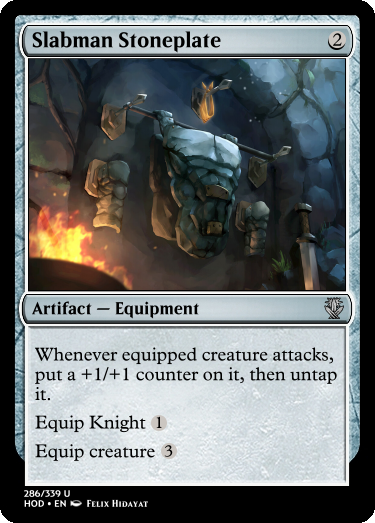 Slabman Stoneplate 2
Artifact — Equipment
Whenever equipped creature attacks,
put a +1/+1 counter on it, then untap
it.
Equip Knight 1
Equip creature 3
286/339 U
HOD • EN Felix Hidayat